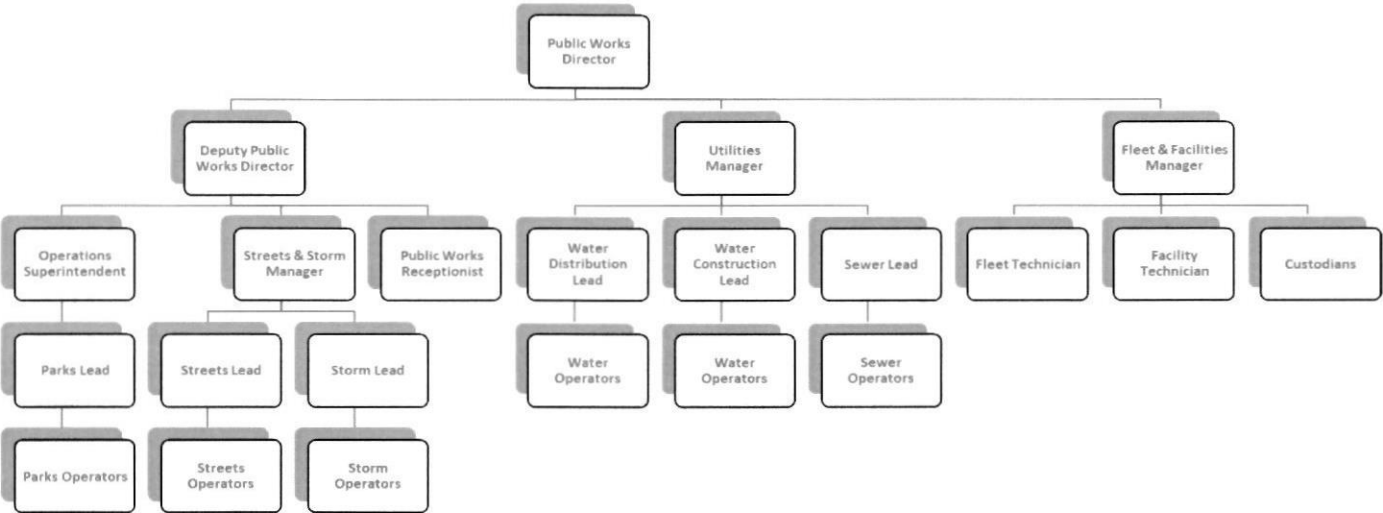 Public Works
Director
Deputy Public
Works Director
Utilities
Manager
Fleet & Facilities
Manager
Operations
Superintendent
Streets & Storm
Manager
Public Works
Receptionist
Water
Distribution
Lead
Water
Construction
Lead
Sewer Lead
Fleet Technician
Facility
Technician
Custodians
Parks Lead
Streets Lead
Storm Lead
Water
Operators
Water
Operators
Sewer
Operators
Parks Operators
Streets
Operators
Storm
Operators